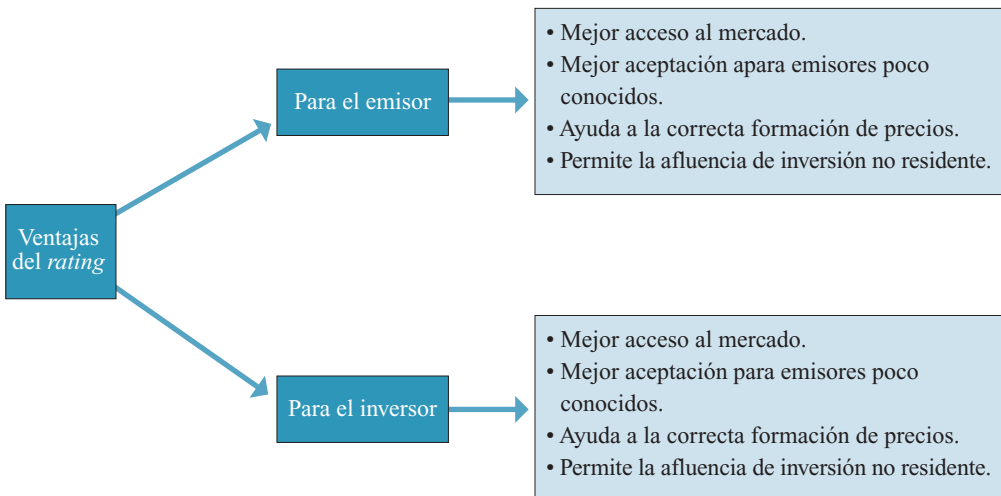 Ventajas
del rating
Para el emisor
• Mejor acceso al mercado.
• Mejor aceptación apara emisores poco
conocidos.
• Ayuda a la correcta formación de precios.
• Permite la afluencia de inversión no residente.
Para el inversor
• Mejor acceso al mercado.
• Mejor aceptación para emisores poco
conocidos.
• Ayuda a la correcta formación de precios.
• Permite la afluencia de inversión no residente.